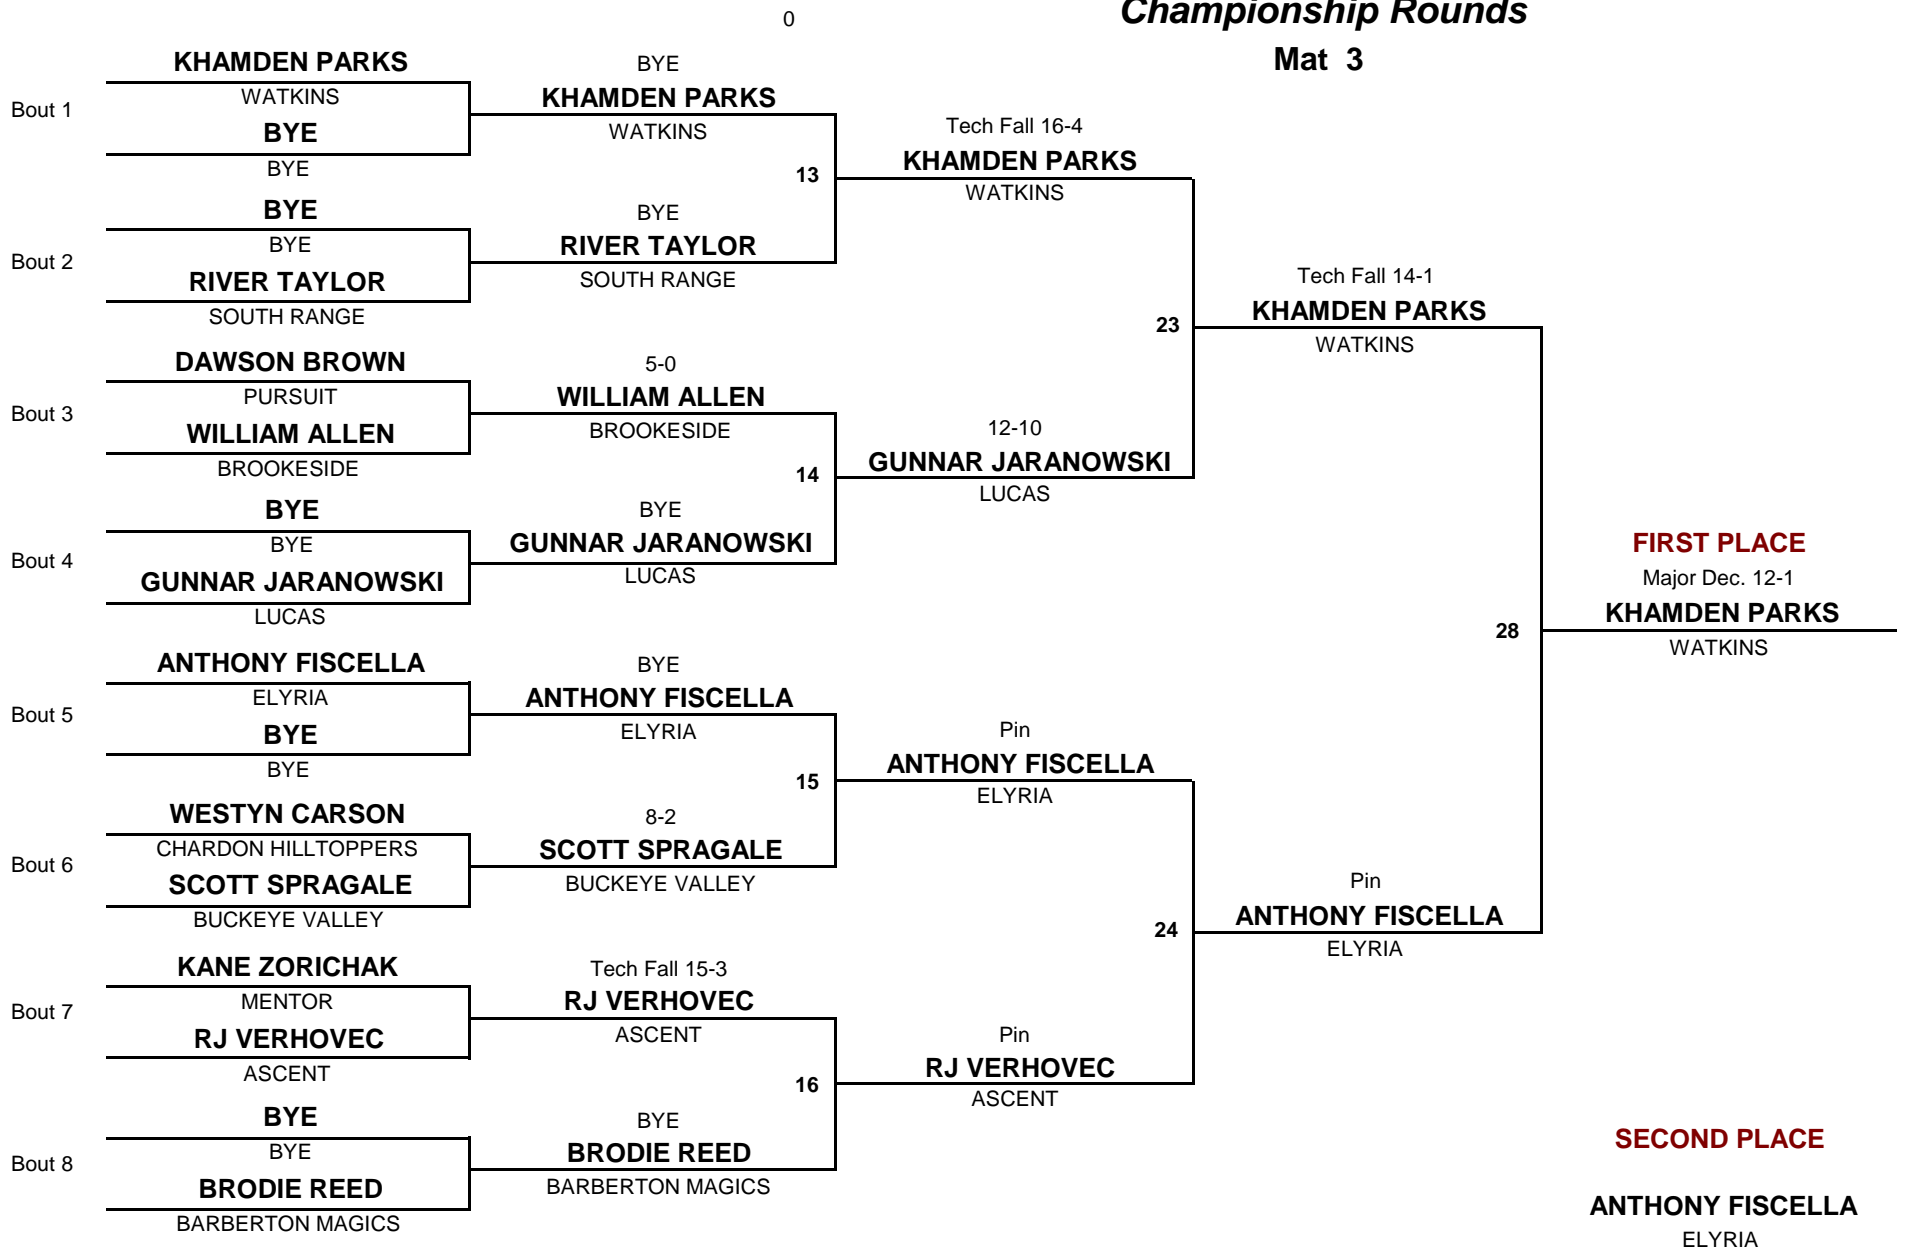 0
Championship Rounds
Mat 3
KHAMDEN PARKS
WATKINS
Bout 1
BYE
BYE
BYE
BYE
Bout 2
RIVER TAYLOR
SOUTH RANGE
DAWSON BROWN
PURSUIT
Bout 3
WILLIAM ALLEN
BROOKESIDE
BYE
BYE
Bout 4
GUNNAR JARANOWSKI
LUCAS
ANTHONY FISCELLA
ELYRIA
Bout 5
BYE
BYE
WESTYN CARSON
CHARDON HILLTOPPERS
Bout 6
SCOTT SPRAGALE
BUCKEYE VALLEY
KANE ZORICHAK
MENTOR
Bout 7
RJ VERHOVEC
ASCENT
BYE
BYE
Bout 8
BRODIE REED
BARBERTON MAGICS
BYE
KHAMDEN PARKS
WATKINS
13
BYE
RIVER TAYLOR
SOUTH RANGE
5-0
WILLIAM ALLEN
BROOKESIDE
14
BYE
GUNNAR JARANOWSKI
LUCAS
BYE
ANTHONY FISCELLA
ELYRIA
15
8-2
SCOTT SPRAGALE
BUCKEYE VALLEY
Tech Fall 15-3
RJ VERHOVEC
ASCENT
16
BYE
BRODIE REED
BARBERTON MAGICS
Tech Fall 16-4
KHAMDEN PARKS
WATKINS
23
12-10
GUNNAR JARANOWSKI
LUCAS
Pin
ANTHONY FISCELLA
ELYRIA
24
Pin
RJ VERHOVEC
ASCENT
Tech Fall 14-1
KHAMDEN PARKS
WATKINS
28
Pin
ANTHONY FISCELLA
ELYRIA
FIRST PLACE
Major Dec. 12-1
KHAMDEN PARKS
WATKINS
SECOND PLACE
ANTHONY FISCELLA
ELYRIA